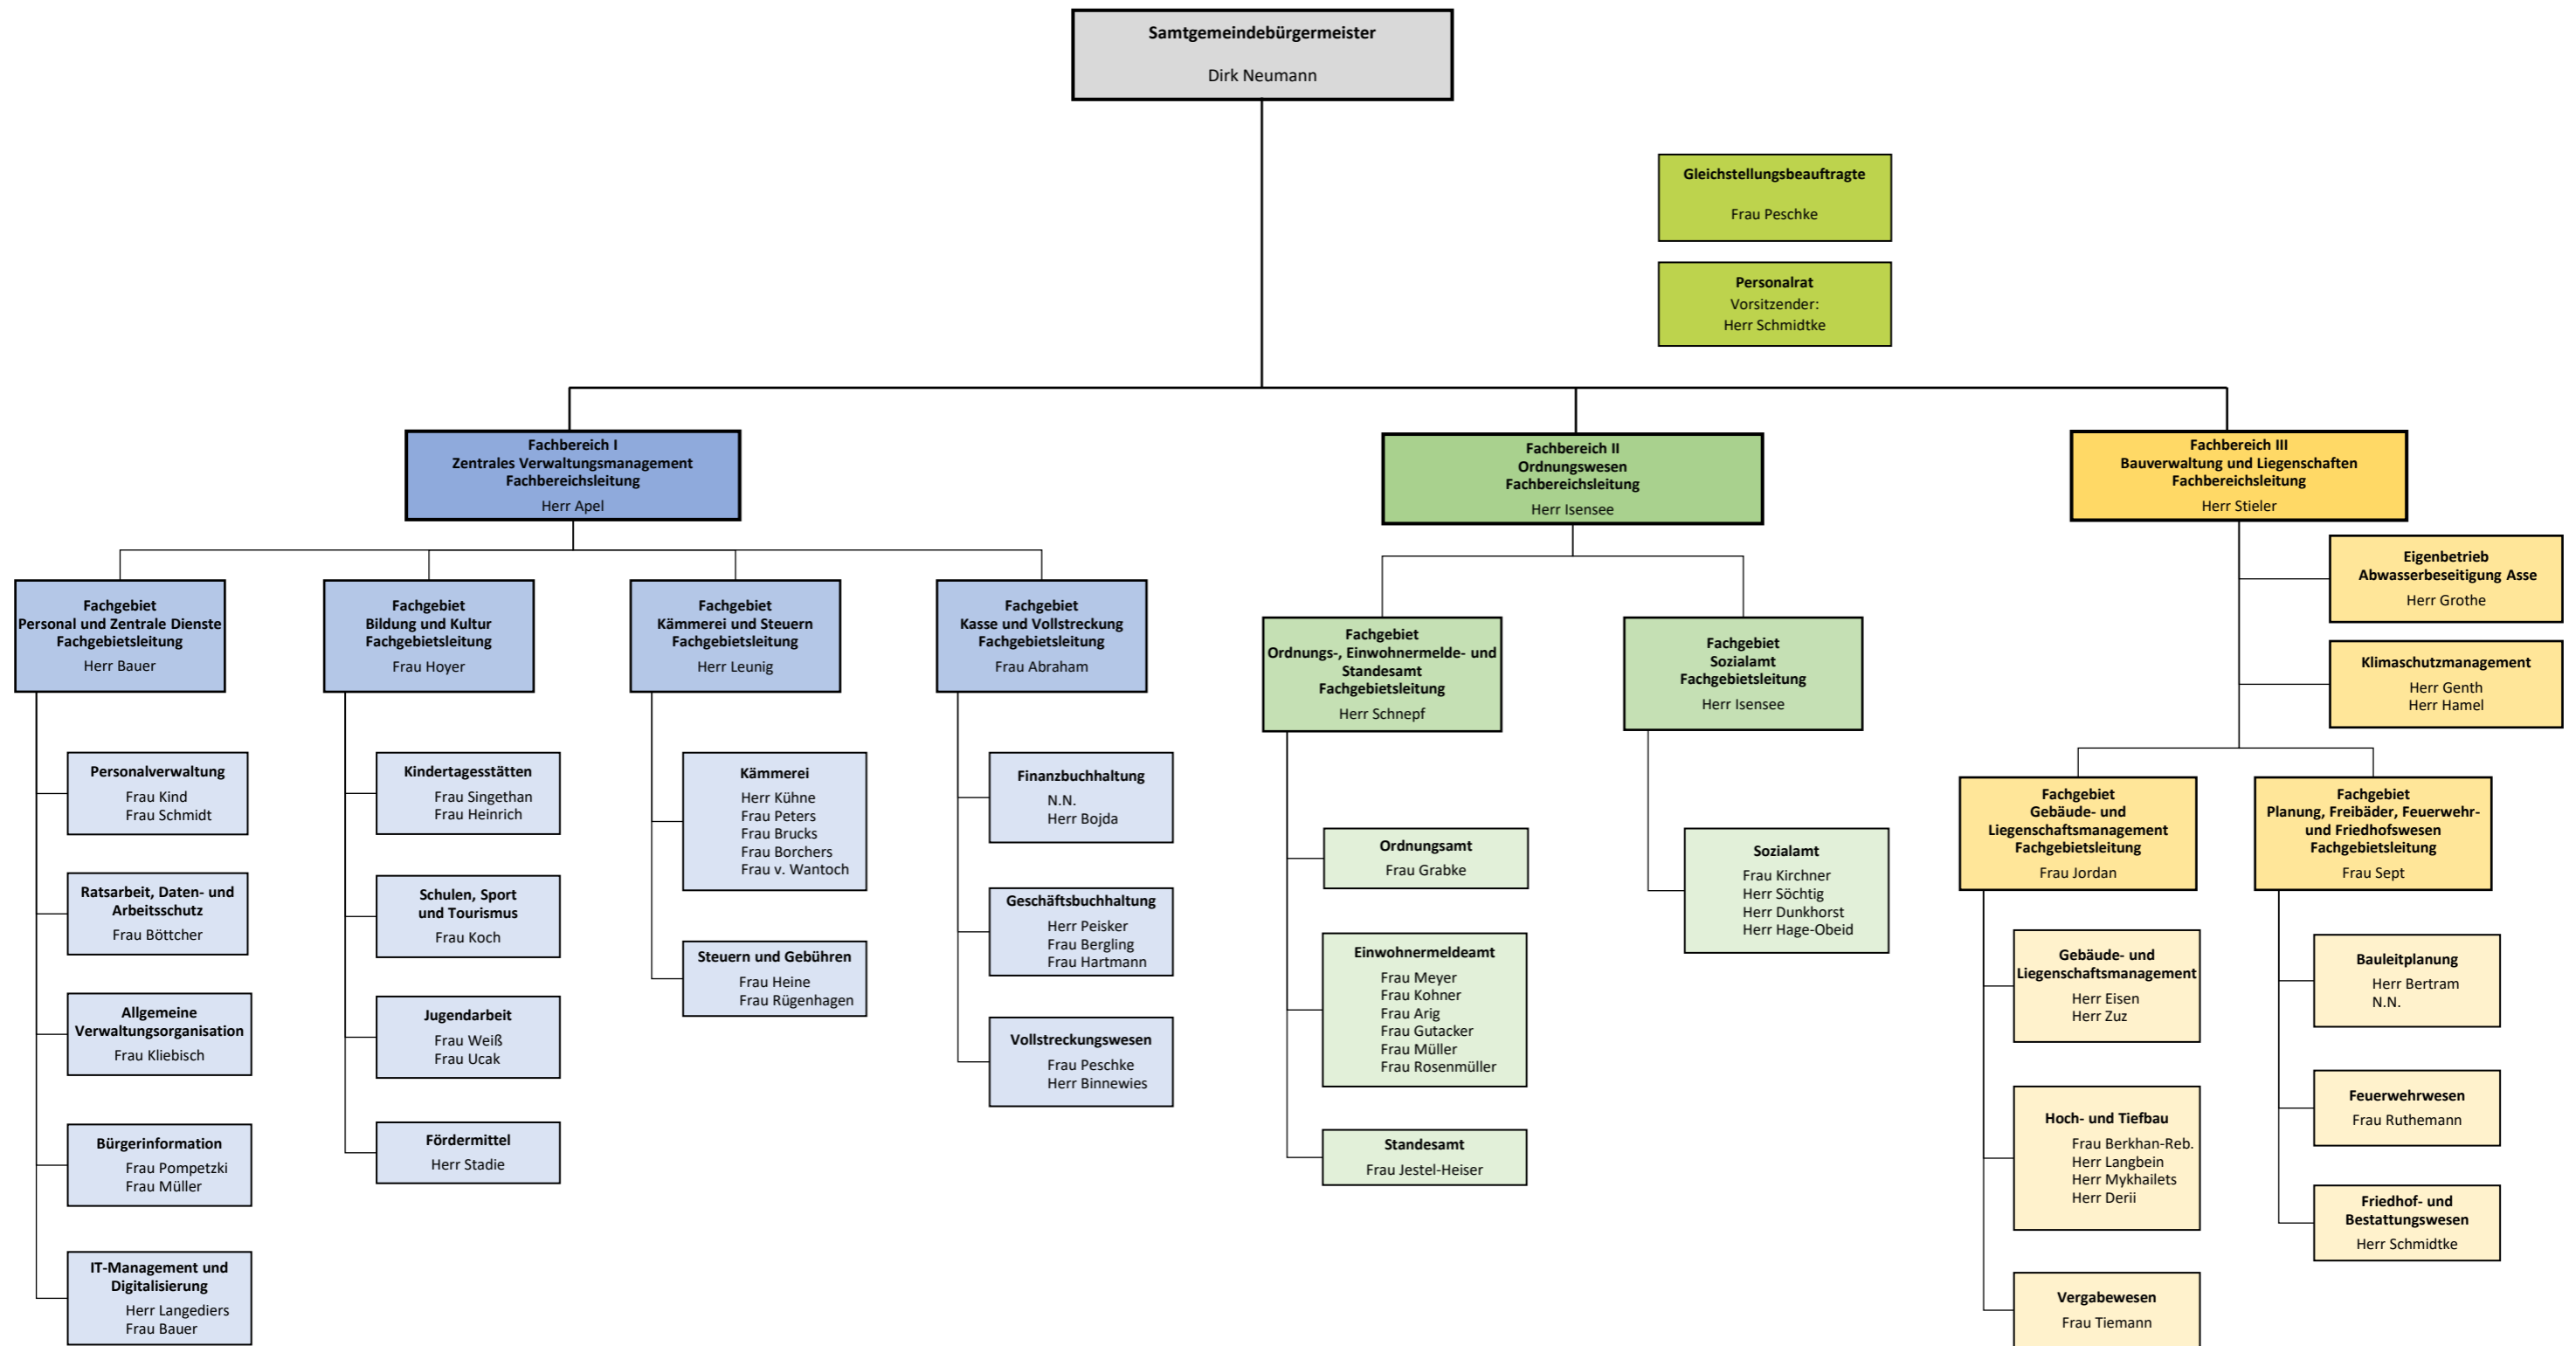 Samtgemeindebürgermeister
Dirk Neumann
Gleichstellungsbeauftragte
Frau Peschke
Personalrat
Vorsitzender:
Herr Schmidtke
Fachbereich I
Zentrales Verwaltungsmanagement
Fachbereichsleitung
Herr Apel
Fachgebiet
Personal und Zentrale Dienste
Fachgebietsleitung
Herr Bauer
Personalverwaltung
Frau Kind
Frau Schmidt
Ratsarbeit, Daten- und
Arbeitsschutz
Frau Böttcher
Allgemeine
Verwaltungsorganisation
Frau Kliebisch
Bürgerinformation
Frau Pompetzki
Frau Müller
IT-Management und
Digitalisierung
Herr Langediers
Frau Bauer
Fachgebiet
Bildung und Kultur
Fachgebietsleitung
Frau Hoyer
Kindertagesstätten
Frau Singethan
Frau Heinrich
Schulen, Sport
und Tourismus
Frau Koch
Jugendarbeit
Frau Weiß
Frau Ucak
Fördermittel
Herr Stadie
Fachgebiet
Kämmerei und Steuern
Fachgebietsleitung
Herr Leunig
Kämmerei
Herr Kühne
Frau Peters
Frau Brucks
Frau Borchers
Frau v. Wantoch
Steuern und Gebühren
Frau Heine
Frau Rügenhagen
Fachgebiet
Kasse und Vollstreckung
Fachgebietsleitung
Frau Abraham
Finanzbuchhaltung
N.N.
Herr Bojda
Geschäftsbuchhaltung
Herr Peisker
Frau Bergling
Frau Hartmann
Vollstreckungswesen
Frau Peschke
Herr Binnewies
Fachbereich II
Ordnungswesen
Fachbereichsleitung
Herr Isensee
Fachgebiet
Ordnungs-, Einwohnermelde- und
Standesamt
Fachgebietsleitung
Herr Schnepf
Ordnungsamt
Frau Grabke
Einwohnermeldeamt
Frau Meyer
Frau Kohner
Frau Arig
Frau Gutacker
Frau Müller
Frau Rosenmüller
Standesamt
Frau Jestel-Heiser
Fachgebiet
Sozialamt
Fachgebietsleitung
Herr Isensee
Sozialamt
Frau Kirchner
Herr Söchtig
Herr Dunkhorst
Herr Hage-Obeid
Fachbereich III
Bauverwaltung und Liegenschaften
Fachbereichsleitung
Herr Stieler
Eigenbetrieb
Abwasserbeseitigung Asse
Herr Grothe
Klimaschutzmanagement
Herr Genth
Herr Hamel
Fachgebiet
Gebäude- und
Liegenschaftsmanagement
Fachgebietsleitung
Frau Jordan
Gebäude- und
Liegenschaftsmanagement
Herr Eisen
Herr Zuz
Hoch- und Tiefbau
Frau Berkhan-Reb.
Herr Langbein
Herr Mykhailets
Herr Derii
Vergabewesen
Frau Tiemann
Fachgebiet
Planung, Freibäder, Feuerwehr-
und Friedhofswesen
Fachgebietsleitung
Frau Sept
Bauleitplanung
Herr Bertram
N.N.
Feuerwehrwesen
Frau Ruthemann
Friedhof- und
Bestattungswesen
Herr Schmidtke